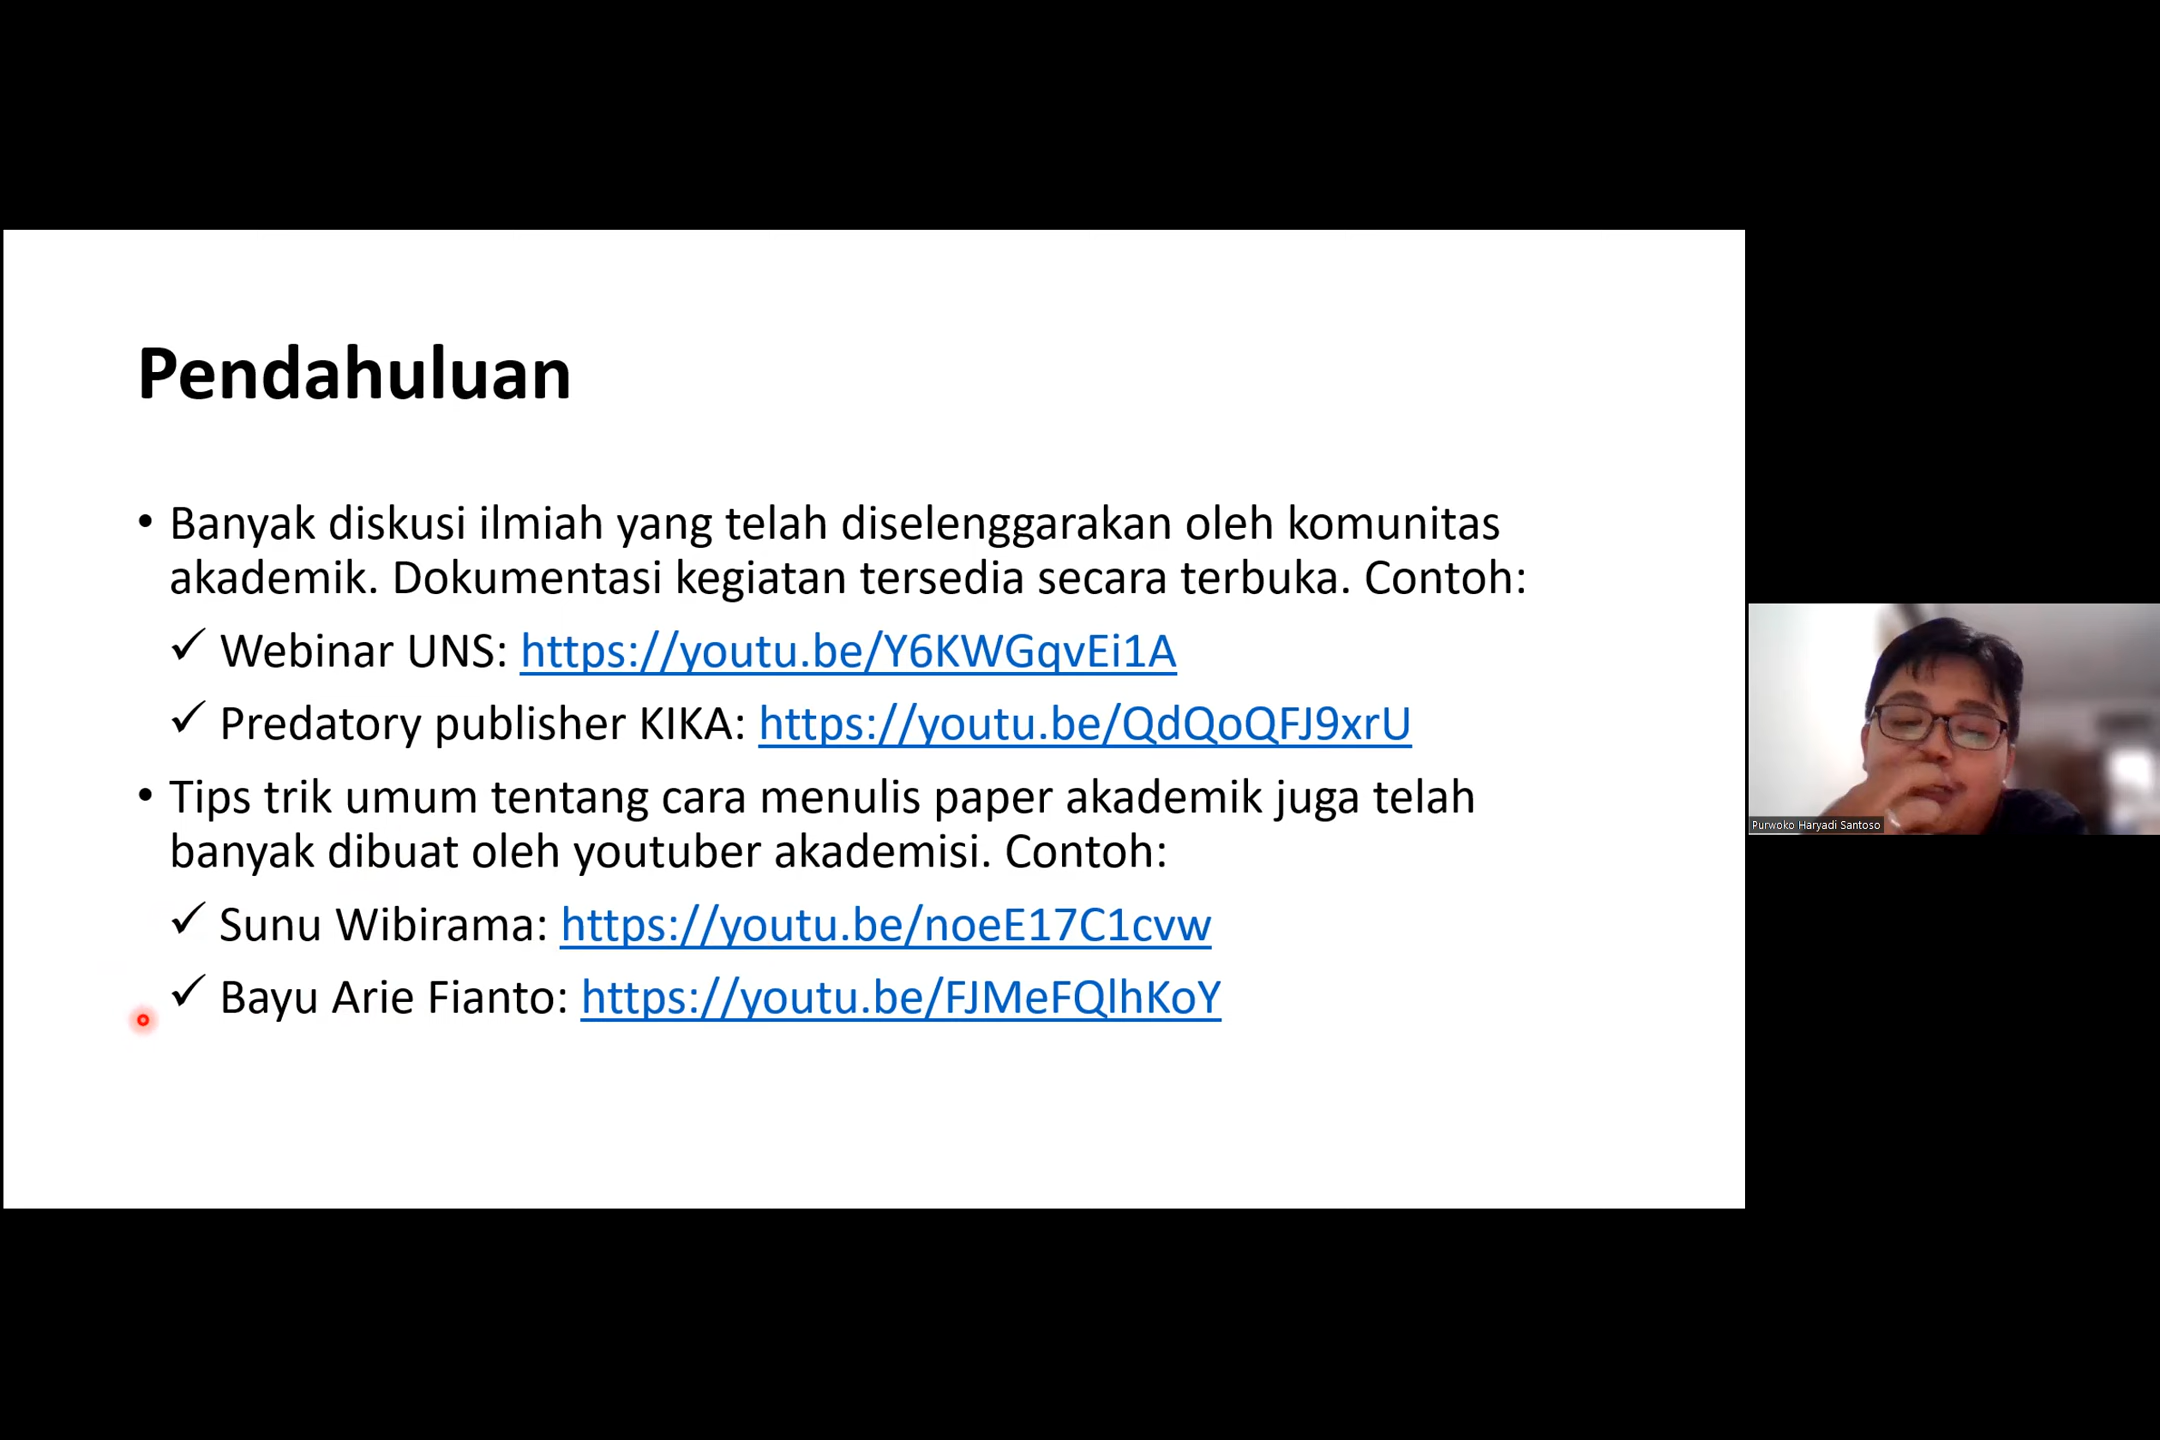 Pendahuluan
• Banyak diskusi ilmiah yang telah diselenggarakan oleh komunitas
akademik. Dokumentasi kegiatan tersedia secara terbuka. Contoh:
✓ Webinar UNS: https://youtu.be/Y6KWGqvEi1A
✓ Predatory publisher KIKA: https://youtu.be/QdQoQFJ9xrU
• Tips trik umum tentang cara menulis paper akademik juga telah
banyak dibuat oleh youtuber akademisi. Contoh:
✓ Sunu Wibirama: https://youtu.be/noeE17C1cvw
✓ Bayu Arie Fianto: https://youtu.be/FJMeFQlhKoY
Purwoko Haryadi Santoso